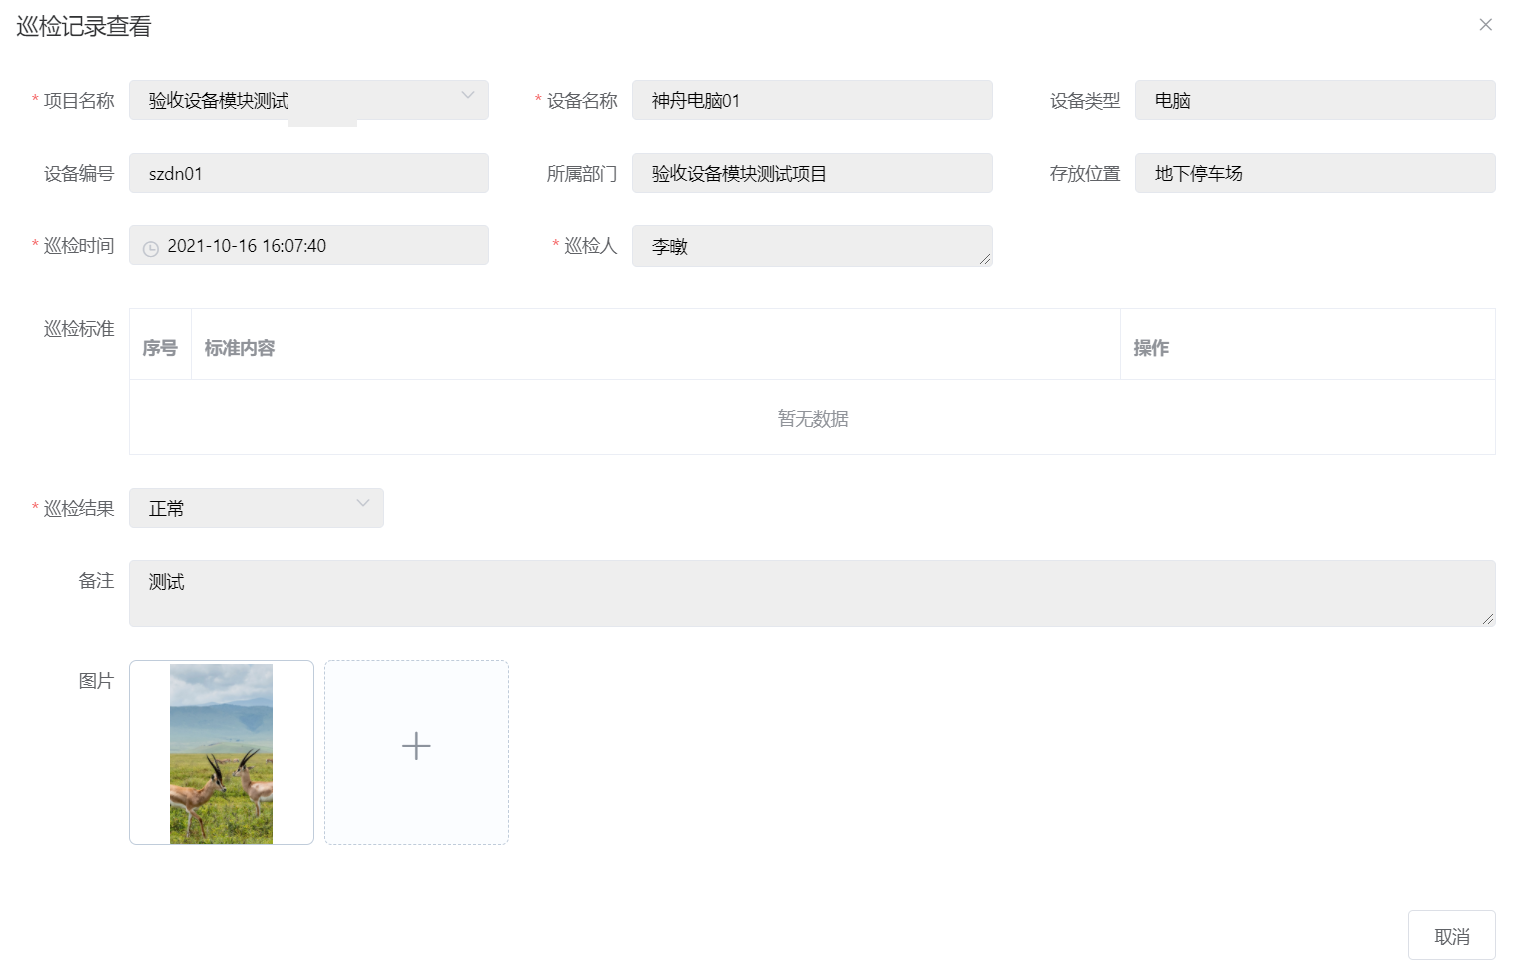 巡检记录查看
* 项目名称 验收设备模块测试 * 设备名称 神舟电脑01 设备类型 电脑
设备编号 szdn01 所属部门 验收设备模块测试项目 存放位置 地下停车场
* 巡检时间 2021-10-16 16:07:40 * 巡检人 李暾
巡检标准
序号 标准内容 操作
暂无数据
* 巡检结果 正常
备注 测试
图片
取消